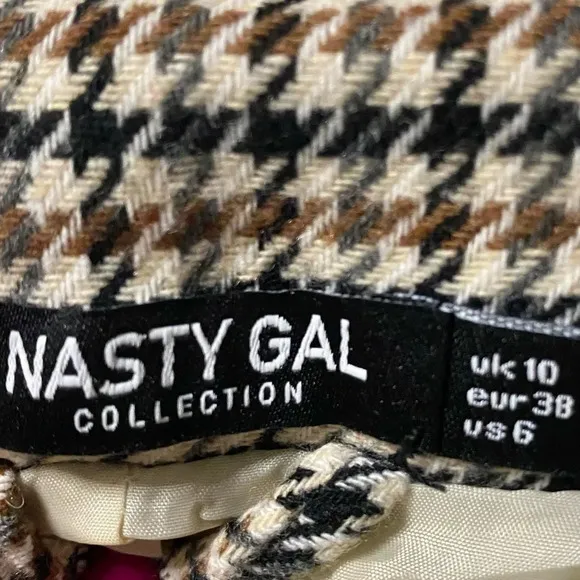 NASTY GAL
COLLECTION
uk 10
eur 38
us 6